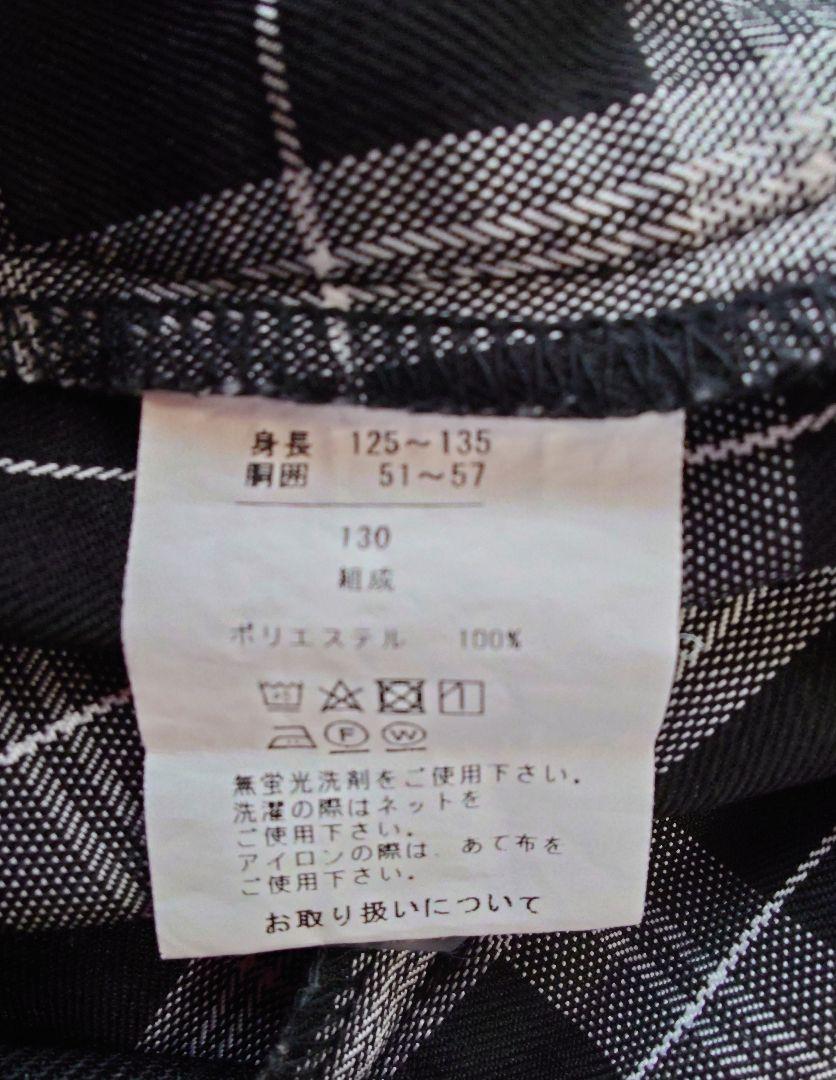 身長 125～135
胴囲 51～57
130
組成
ポリエステル 100%
F W
無蛍光洗剤をご使用下さい.
洗濯の際はネットを
ご使用下さい.
アイロンの際は、あて布を
ご使用下さい.
お取り扱いについて